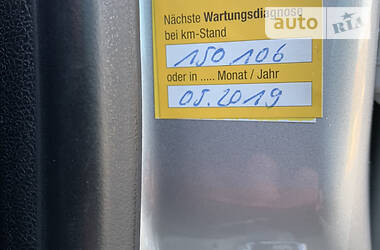 Nächste Wartungsdiagnose
bei km-Stand
150 106
oder in ..... Monat / Jahr
05.2019
auto RIA